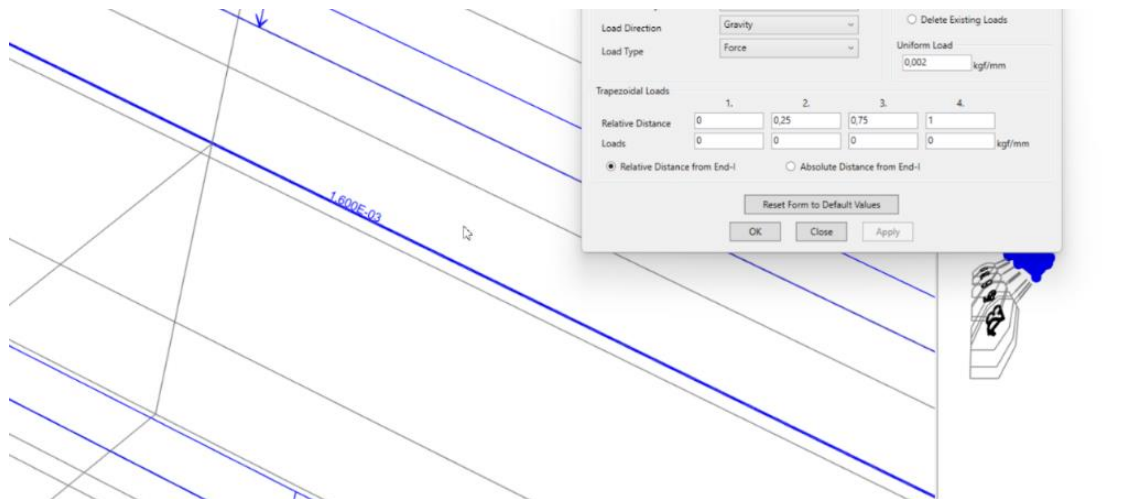 Load Direction
Gravity
Delete Existing Loads
Load Type
Force
Uniform Load
0,002 kgf/mm
Trapezoidal Loads
1. 2. 3. 4.
Relative Distance 0 0,25 0,75 1
Loads 0 0 0 0 kgf/mm
Relative Distance from End-I Absolute Distance from End-I
Reset Form to Default Values
OK Close Apply
1.600E-03